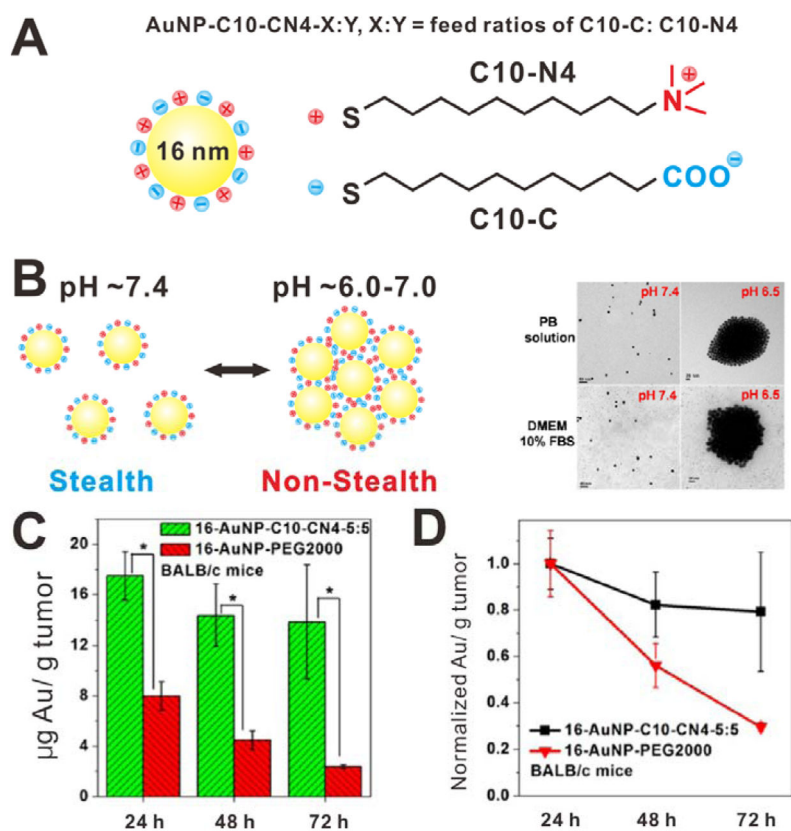 A
AuNP-C10-CN4-X:Y, X:Y = feed ratios of C10-C: C10-N4
C10-N4
16 nm
S
N
S
COO
C10-C
B
pH ~7.4
pH ~6.0-7.0
Stealth
Non-Stealth
pH 7.4
pH 6.5
PB
solution
pH 7.4
pH 6.5
DMEM
10% FBS
C
µg Au/ g tumor
20
16
12
8
4
0
16-AuNP-C10-CN4-5:5
16-AuNP-PEG2000
BALB/c mice
*
*
*
24 h
48 h
72 h
D
Normalized Au/ g tumor
1.0
0.8
0.6
0.4
0.2
0.0
16-AuNP-C10-CN4-5:5
16-AuNP-PEG2000
BALB/c mice
24 h
48 h
72 h